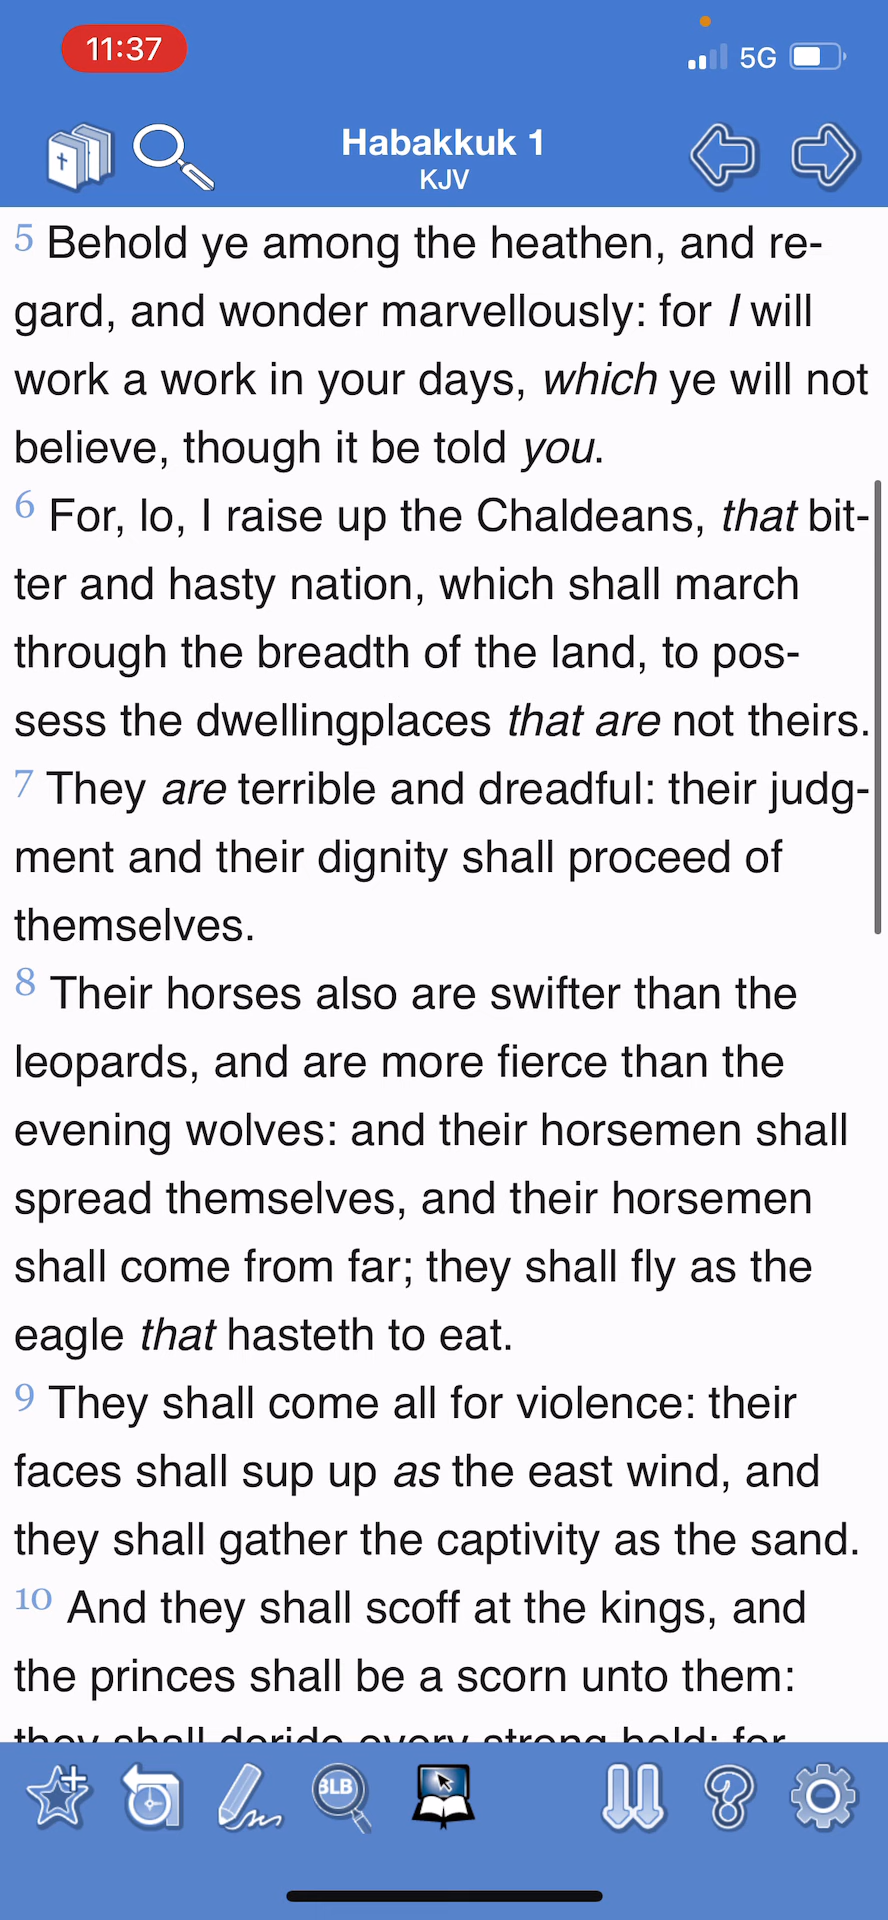 11:37
5G
Habakkuk 1
KJV
5 Behold ye among the heathen, and re-
gard, and wonder marvellously: for I will
work a work in your days, which ye will not
believe, though it be told you.
6 For, lo, I raise up the Chaldeans, that bit-
ter and hasty nation, which shall march
through the breadth of the land, to pos-
sess the dwellingplaces that are not theirs.
7 They are terrible and dreadful: their judg-
ment and their dignity shall proceed of
themselves.
8 Their horses also are swifter than the
leopards, and are more fierce than the
evening wolves: and their horsemen shall
spread themselves, and their horsemen
shall come from far; they shall fly as the
eagle that hasteth to eat.
9 They shall come all for violence: their
faces shall sup up as the east wind, and
they shall gather the captivity as the sand.
10 And they shall scoff at the kings, and
the princes shall be a scorn unto them:
they shall deride every strong hold; for
BLB